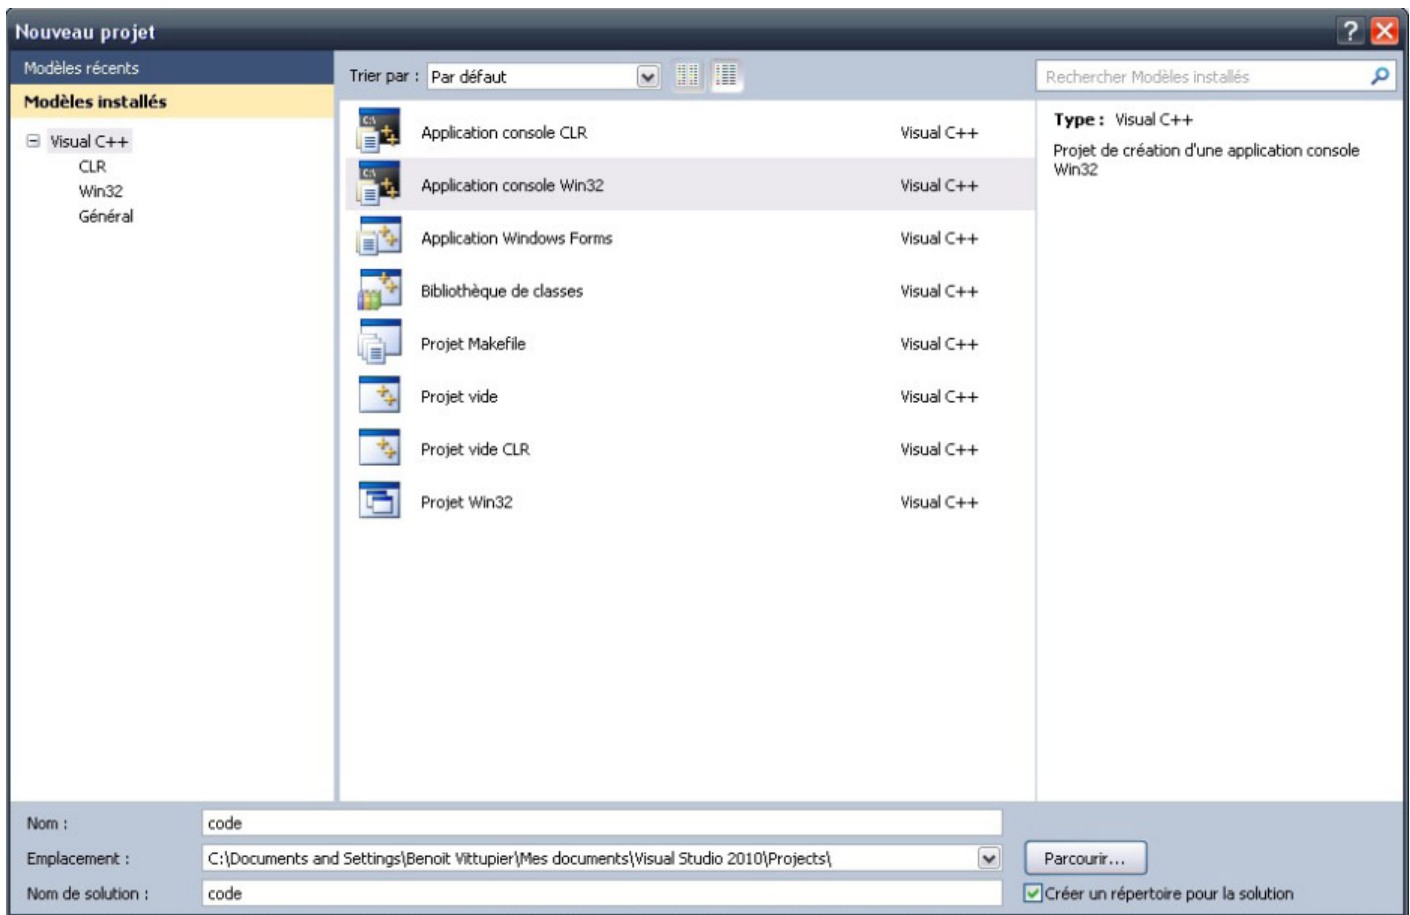 Nouveau projet
Modèles récents
Modèles installés
Visual C++
CLR
Win32
Général
Trier par : Par défaut
Application console CLR Visual C++
Application console Win32 Visual C++
Application Windows Forms Visual C++
Bibliothèque de classes Visual C++
Projet Makefile Visual C++
Projet vide Visual C++
Projet vide CLR Visual C++
Projet Win32 Visual C++
Rechercher Modèles installés
Type : Visual C++
Projet de création d'une application console
Win32
Nom : code
Emplacement : C:\Documents and Settings\Benoit Vittupier\Mes documents\Visual Studio 2010\Projects\
Parcourir...
Nom de solution : code
Créer un répertoire pour la solution